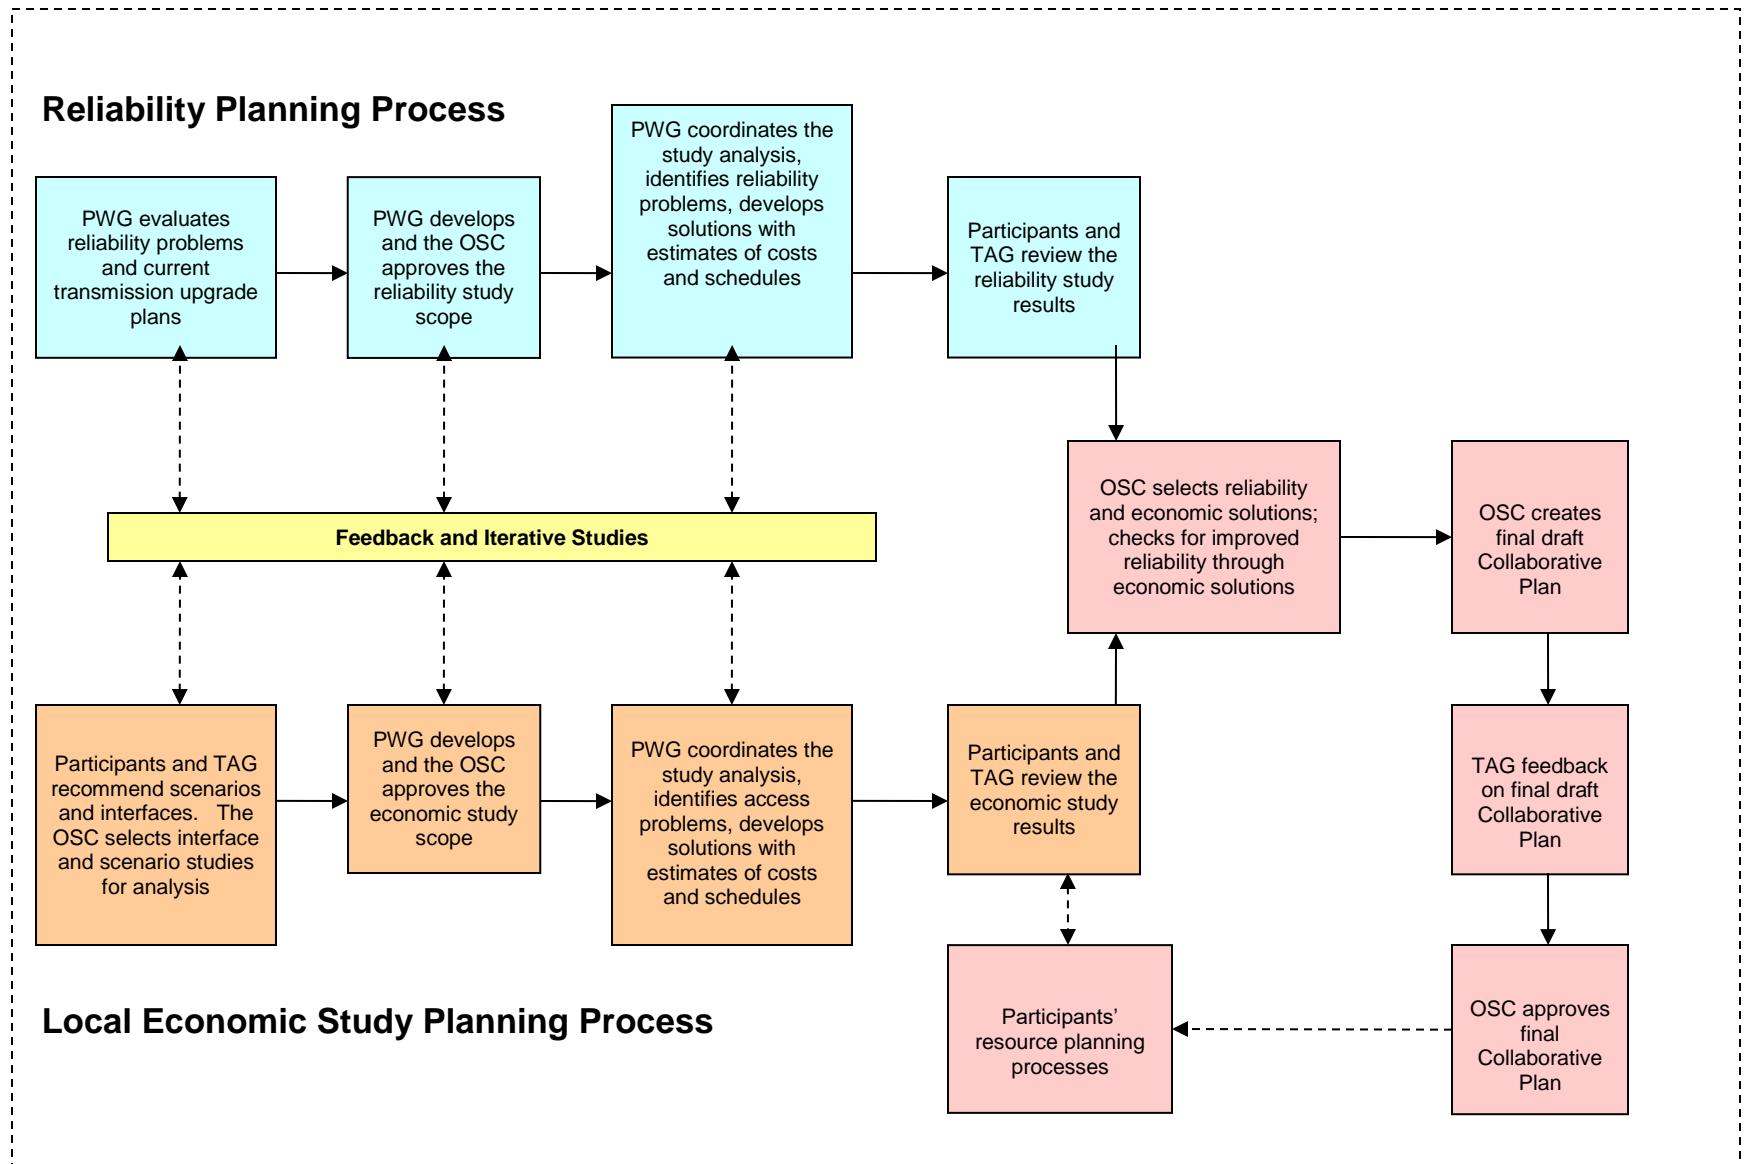 Reliability Planning Process
PWG evaluates
reliability problems
and current
transmission upgrade
plans
PWG develops
and the OSC
approves the
reliability study
scope
PWG coordinates the
study analysis,
identifies reliability
problems, develops
solutions with
estimates of costs
and schedules
Participants and
TAG review the
reliability study
results
Feedback and Iterative Studies
OSC selects reliability
and economic solutions;
checks for improved
reliability through
economic solutions
OSC creates
final draft
Collaborative
Plan
Participants and TAG
recommend scenarios
and interfaces.   The
OSC selects interface
and scenario studies
for analysis
PWG develops
and the OSC
approves the
economic study
scope
PWG coordinates the
study analysis,
identifies access
problems, develops
solutions with
estimates of costs
and schedules
Participants and
TAG review the
economic study
results
TAG feedback
on final draft
Collaborative
Plan
Local Economic Study Planning Process
Participants’
resource planning
processes
OSC approves
final
Collaborative
Plan